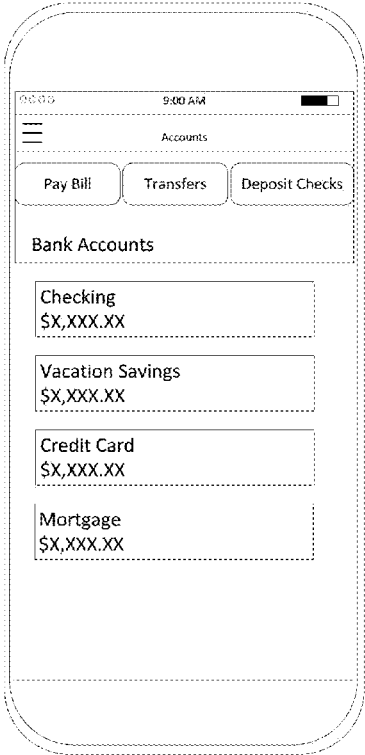 9:00 AM
Accounts
Pay Bill Transfers Deposit Checks
Bank Accounts
Checking
$X,XXX.XX
Vacation Savings
$X,XXX.XX
Credit Card
$X,XXX.XX
Mortgage
$X,XXX.XX